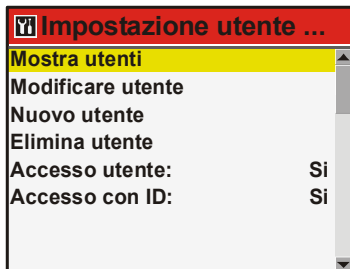 Impostazione utente ...
Mostra utenti
Modificare utente
Nuovo utente
Elimina utente
Accesso utente: Si
Accesso con ID: Si